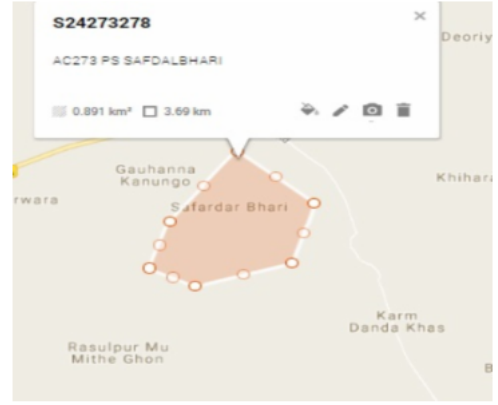 S24273278
AC273 PS SAFDALBHARI
0.891 km² 3.69 km
Deoriy
Gauhanna
Kanungo
Khihara
rwara
Safardar Bhari
Karm
Danda Khas
Rasulpur Mu
Mithe Ghon
B